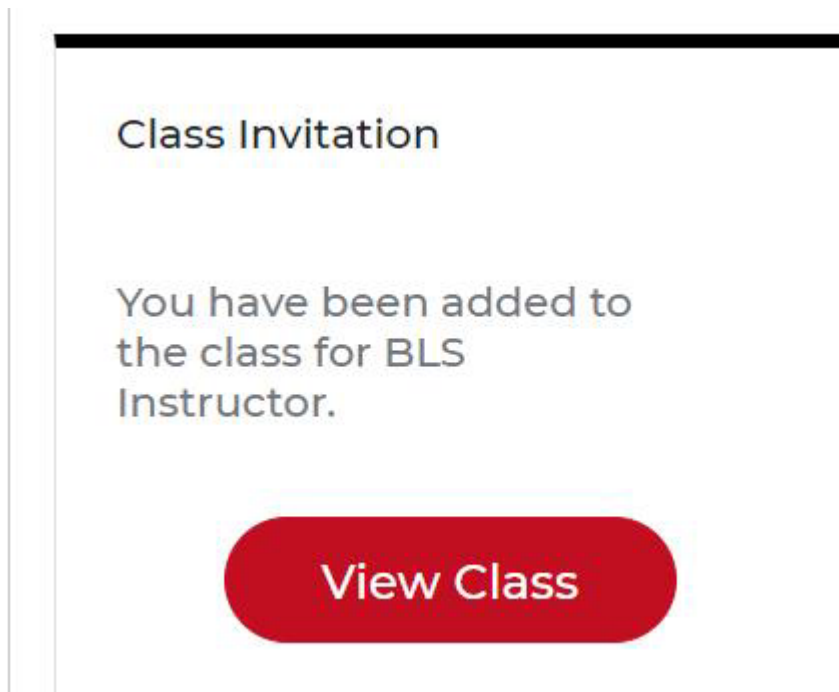 Class Invitation
You have been added to
the class for BLS
Instructor.
View Class